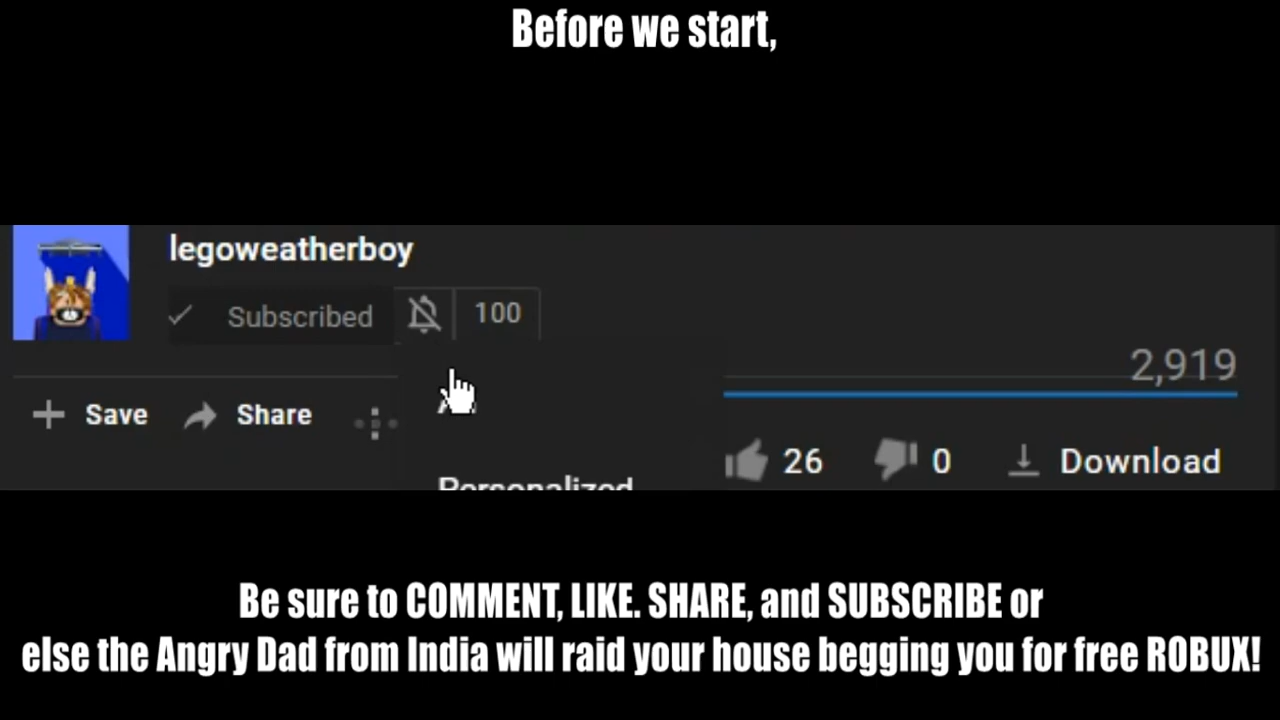 Before we start,
legoweatherboy
Subscribed
100
2,919
Save
Share
26
0
Download
Personalized
Be sure to COMMENT, LIKE. SHARE, and SUBSCRIBE or
else the Angry Dad from India will raid your house begging you for free ROBUX!